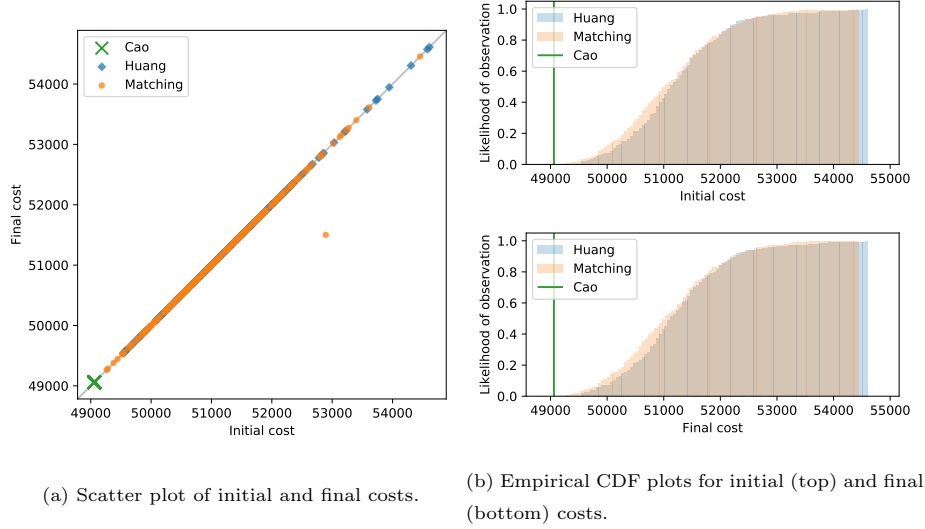 Cao
Huang
Matching
54000
53000
52000
51000
50000
49000
Final cost
49000 50000 51000 52000 53000 54000
Initial cost
(a) Scatter plot of initial and final costs.
Likelihood of observation
1.0
0.8
0.6
0.4
0.2
0.0
Huang
Matching
Cao
49000 50000 51000 52000 53000 54000 55000
Initial cost
Likelihood of observation
1.0
0.8
0.6
0.4
0.2
0.0
Huang
Matching
Cao
49000 50000 51000 52000 53000 54000 55000
Final cost
(b) Empirical CDF plots for initial (top) and final
(bottom) costs.